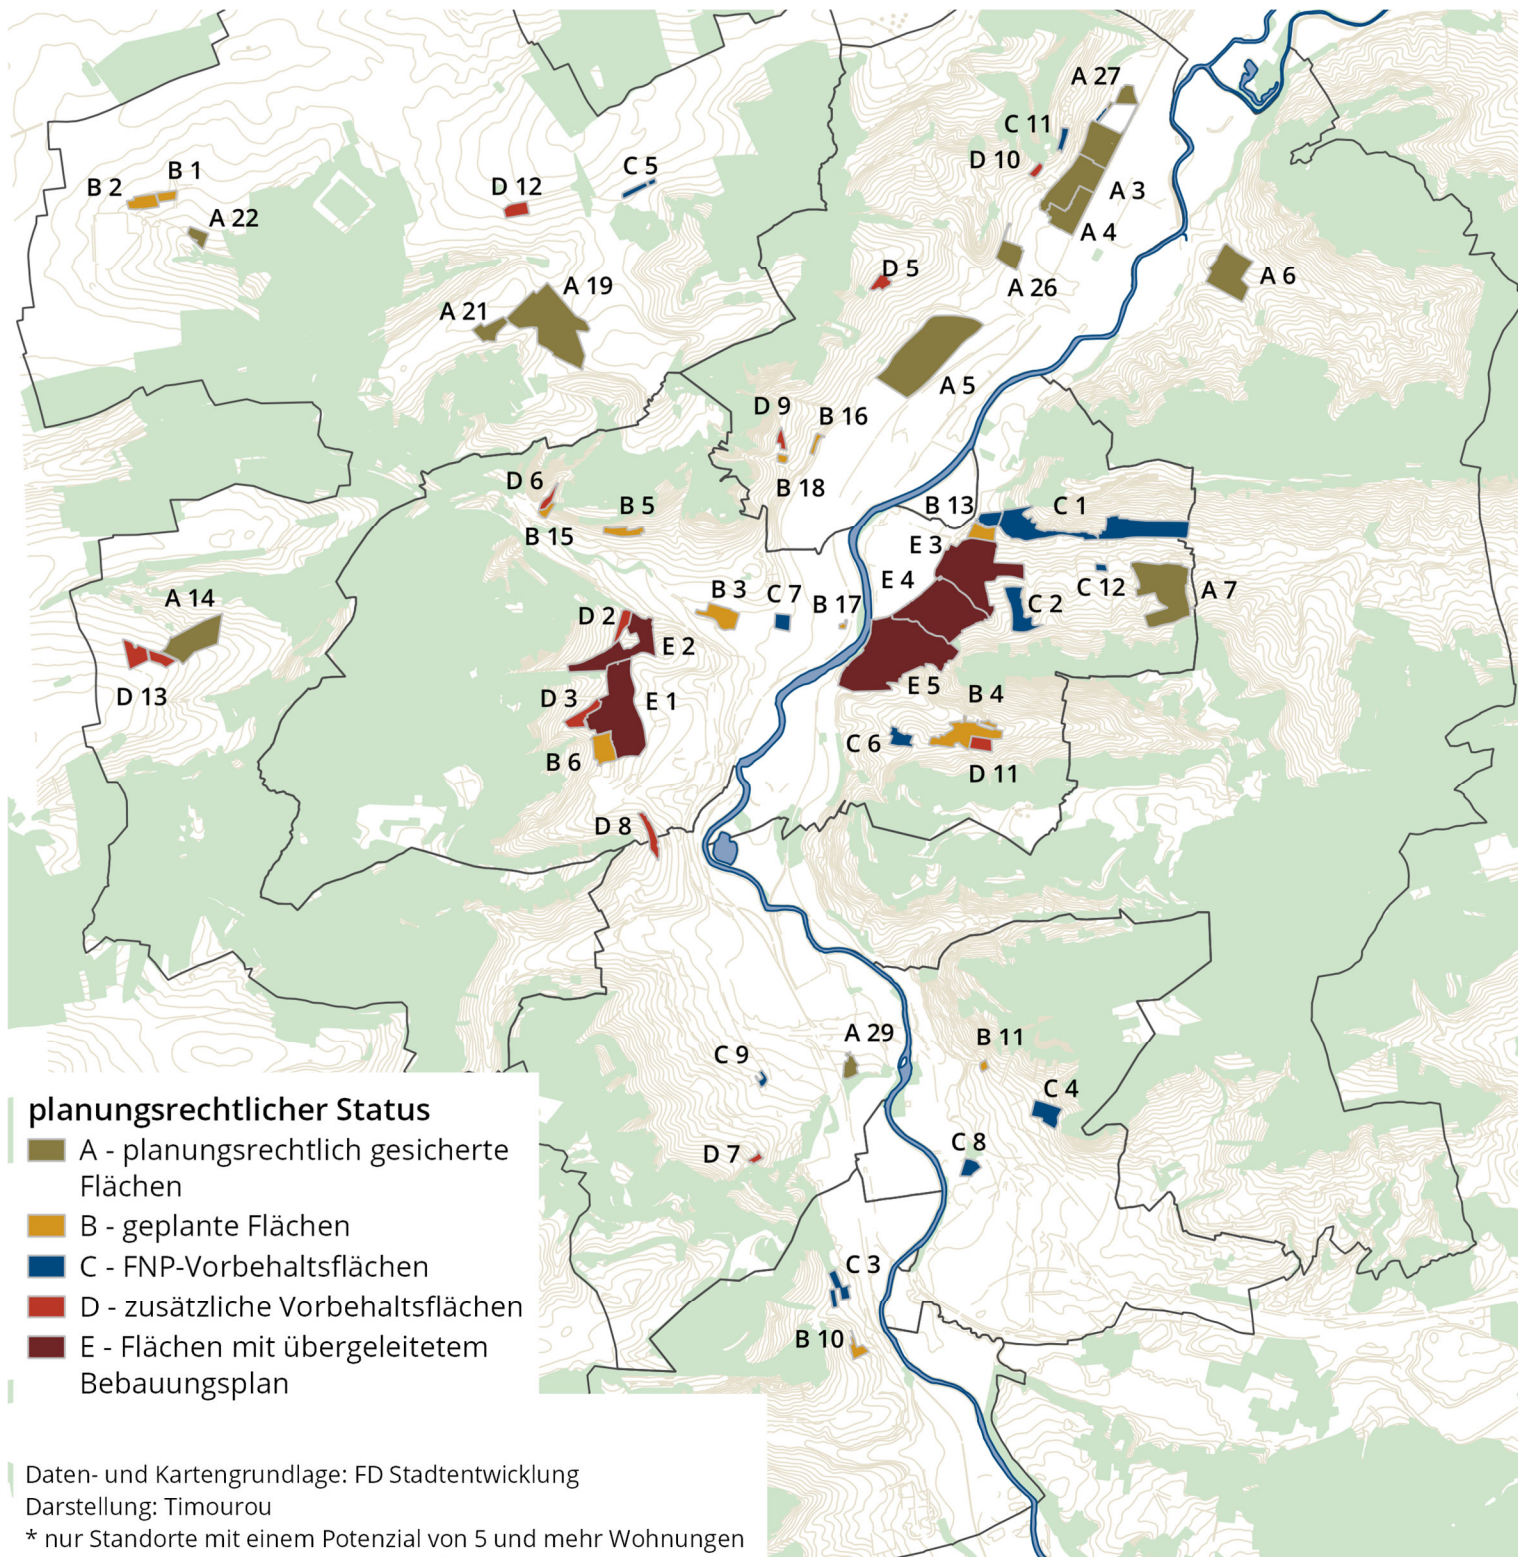 A 27
C 11
D 10
A 3
A 4
B 1
B 2
A 22
D 12
C 5
D 5
A 26
A 6
A 19
A 21
A 5
D 9
B 16
B 18
D 6
B 5
B 15
B 13
C 1
E 3
E 4
C 12
A 7
C 2
B 3
C 7
B 17
A 14
D 2
E 2
D 13
D 3
E 1
E 5
B 4
B 6
C 6
D 11
D 8
A 29
B 11
C 9
C 4
D 7
C 8
C 3
B 10
planungsrechtlicher Status
A - planungsrechtlich gesicherte
Flächen
B - geplante Flächen
C - FNP-Vorbehaltsflächen
D - zusätzliche Vorbehaltsflächen
E - Flächen mit übergeleitetem
Bebauungsplan
Daten- und Kartengrundlage: FD Stadtentwicklung
Darstellung: Timourou
* nur Standorte mit einem Potenzial von 5 und mehr Wohnungen